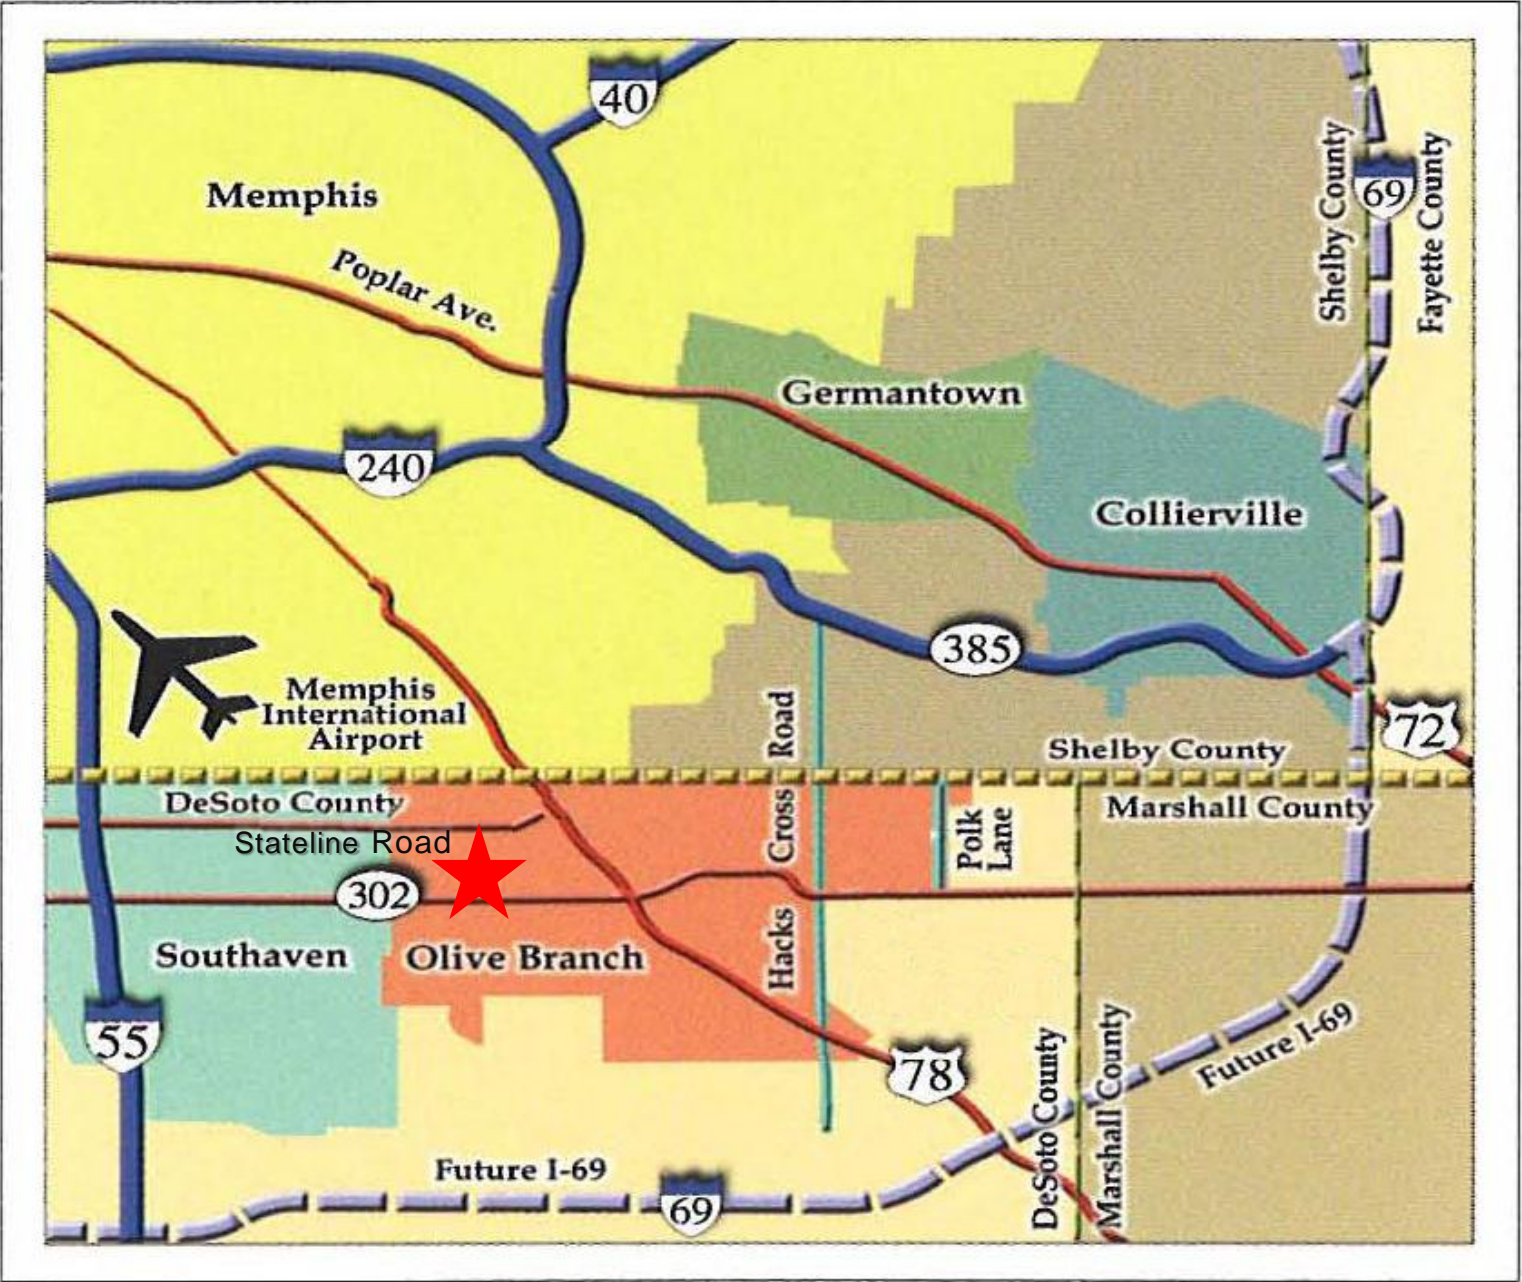 40
Memphis
Shelby County
69
Fayette County
Poplar Ave.
Germantown
240
Collierville
385
Memphis
International
Airport
72
Shelby County
DeSoto County
Marshall County
Stateline Road
Hacks Cross Road
Polk
Lane
302
Southaven
Olive Branch
55
78
Future I-69
DeSoto County
Marshall County
Future I-69
69